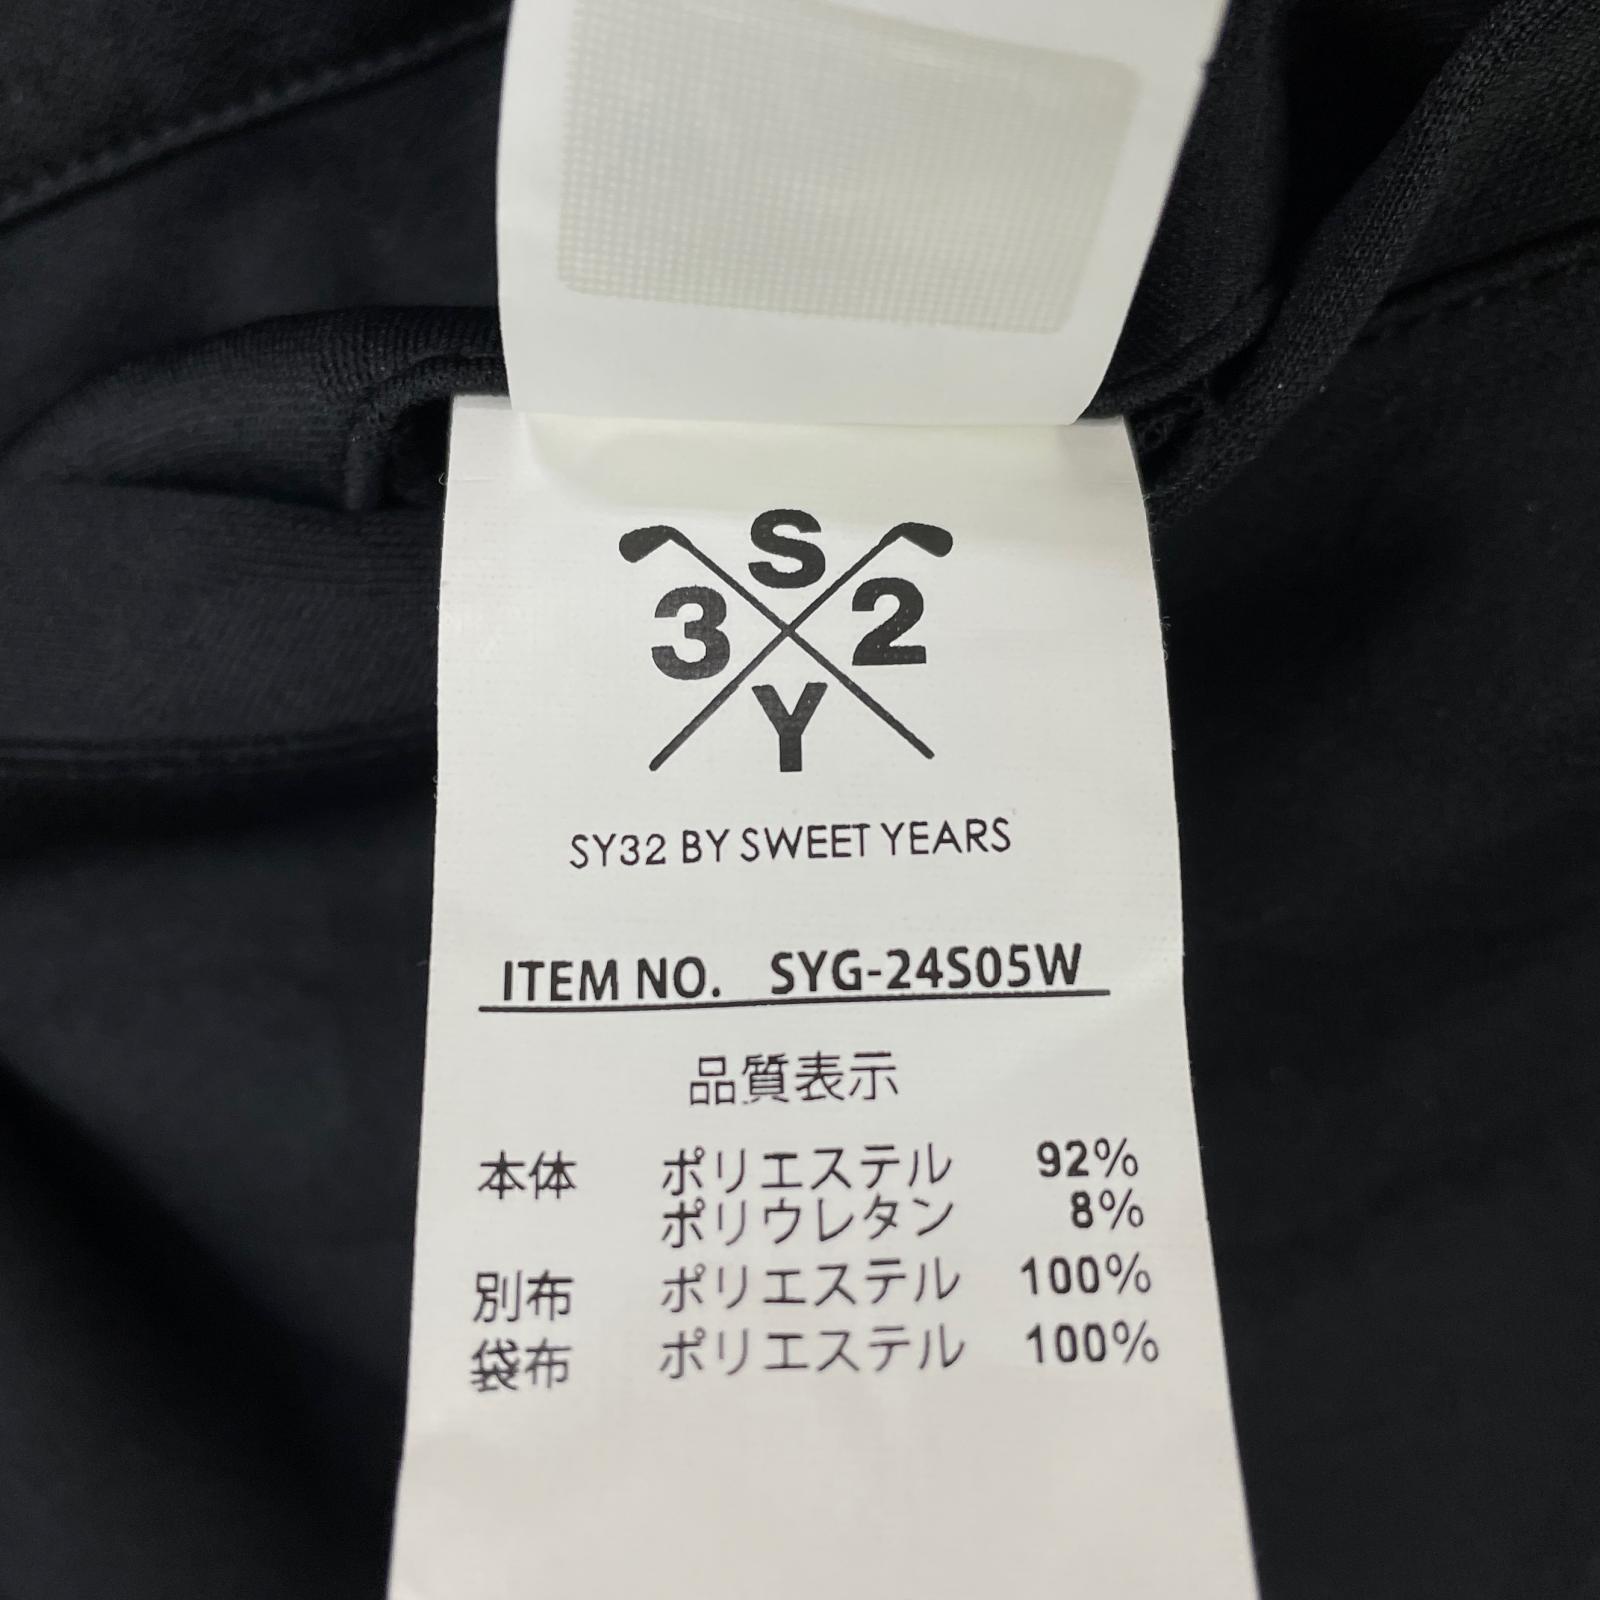 S
3 2
Y
SY32 BY SWEET YEARS
ITEM NO. SYG-24S05W
品質表示
本体 ポリエステル 92%
ポリウレタン 8%
別布 ポリエステル 100%
袋布 ポリエステル 100%